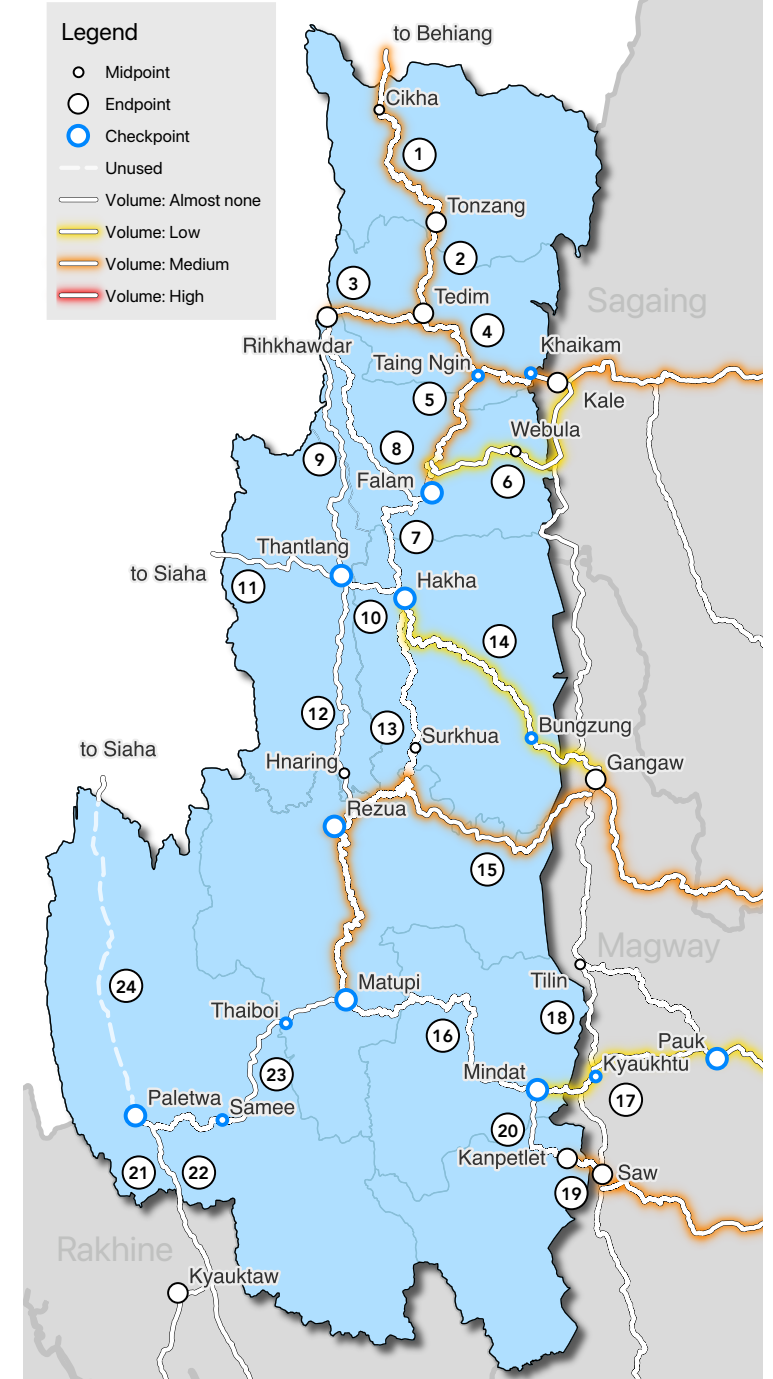 Legend
Midpoint
Endpoint
Checkpoint
Unused
Volume: Almost none
Volume: Low
Volume: Medium
Volume: High
to Behiang
Cikha
1
Tonzang
2
3
Tedim
Sagaing
4
Rihkhawdar
Khaikam
Taing Ngin
5
Kale
Webula
8
9
Falam
6
7
Thantlang
to Siaha
Hakha
11
10
14
12
13
Surkhua
Bungzung
to Siaha
Hnaring
Gangaw
Rezua
15
Magway
Tilin
24
Matupi
Thaiboi
18
16
Pauk
Mindat
Kyaukhtu
23
Paletwa
Samee
17
20
Kanpetlet
21
22
Saw
19
Rakhine
Kyauktaw